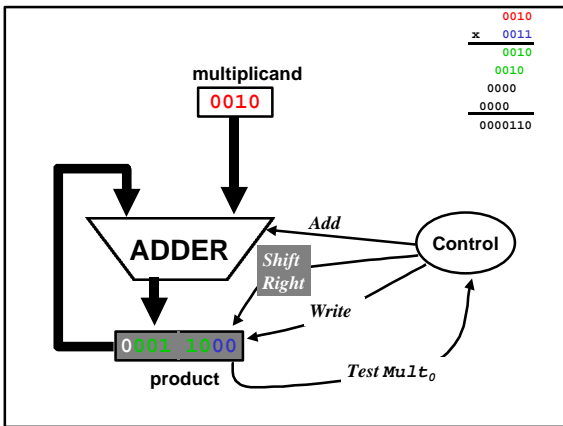 0010
x 0011
0010
0010
0000
0000
0000110
multiplicand
0010
ADDER
Add
Control
Shift
Right
Write
0001 1000
product
Test Mult0